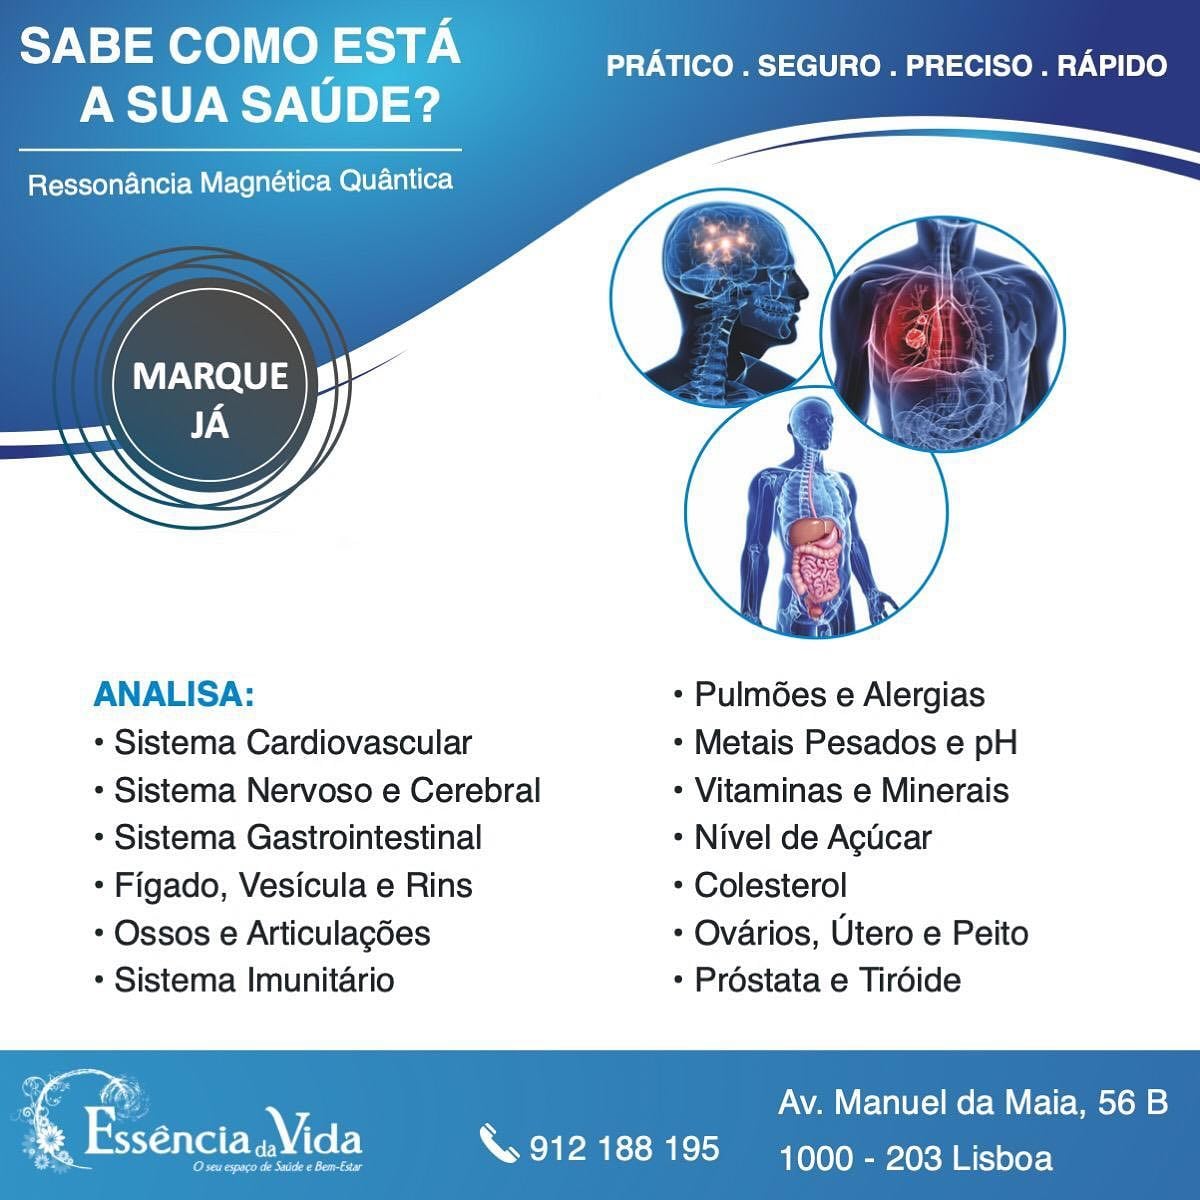 SABE COMO ESTÁ
A SUA SAÚDE?
Ressonância Magnética Quântica
PRÁTICO . SEGURO . PRECISO . RÁPIDO
MARQUE
JÁ
ANALISA:
• Sistema Cardiovascular
• Sistema Nervoso e Cerebral
• Sistema Gastrointestinal
• Fígado, Vesícula e Rins
• Ossos e Articulações
• Sistema Imunitário
• Pulmões e Alergias
• Metais Pesados e pH
• Vitaminas e Minerais
• Nível de Açúcar
• Colesterol
• Ovários, Útero e Peito
• Próstata e Tiróide
Essência da Vida
O seu espaço de Saúde e Bem-Estar
912 188 195
Av. Manuel da Maia, 56 B
1000 - 203 Lisboa